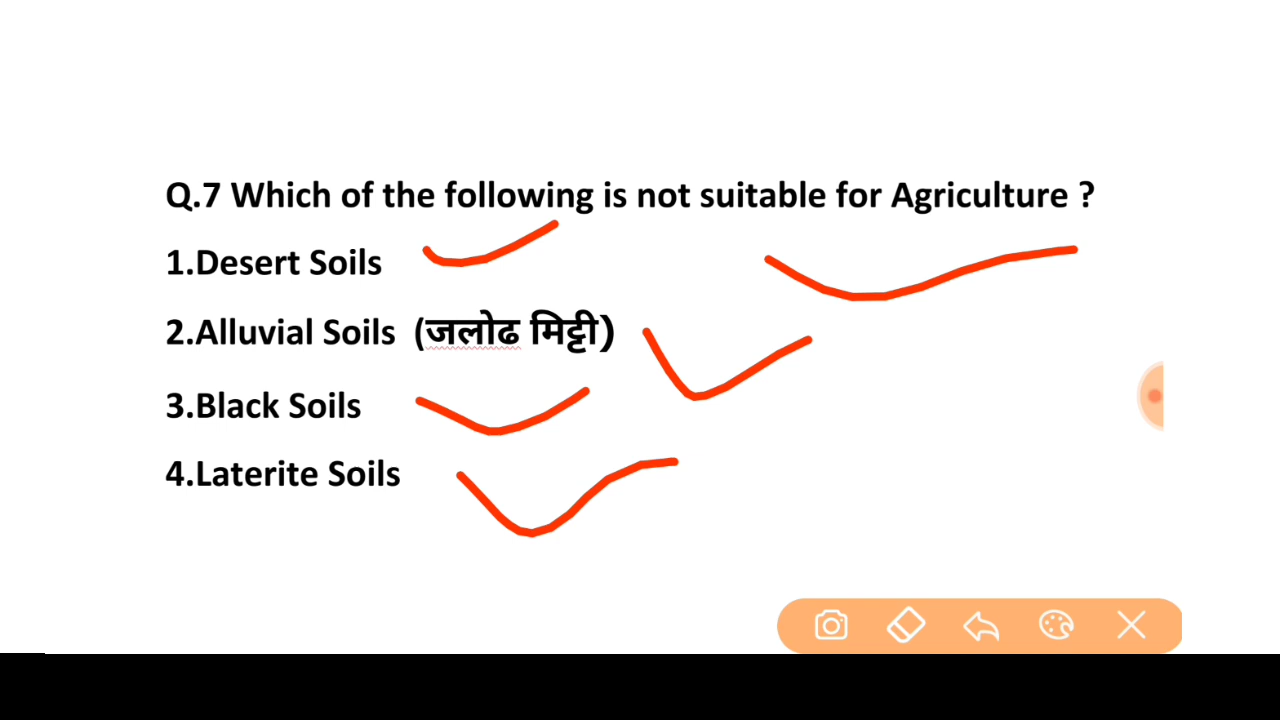 Q.7 Which of the following is not suitable for Agriculture ?
1.Desert Soils
2.Alluvial Soils (जलोढ मिट्टी)
3.Black Soils
4.Laterite Soils